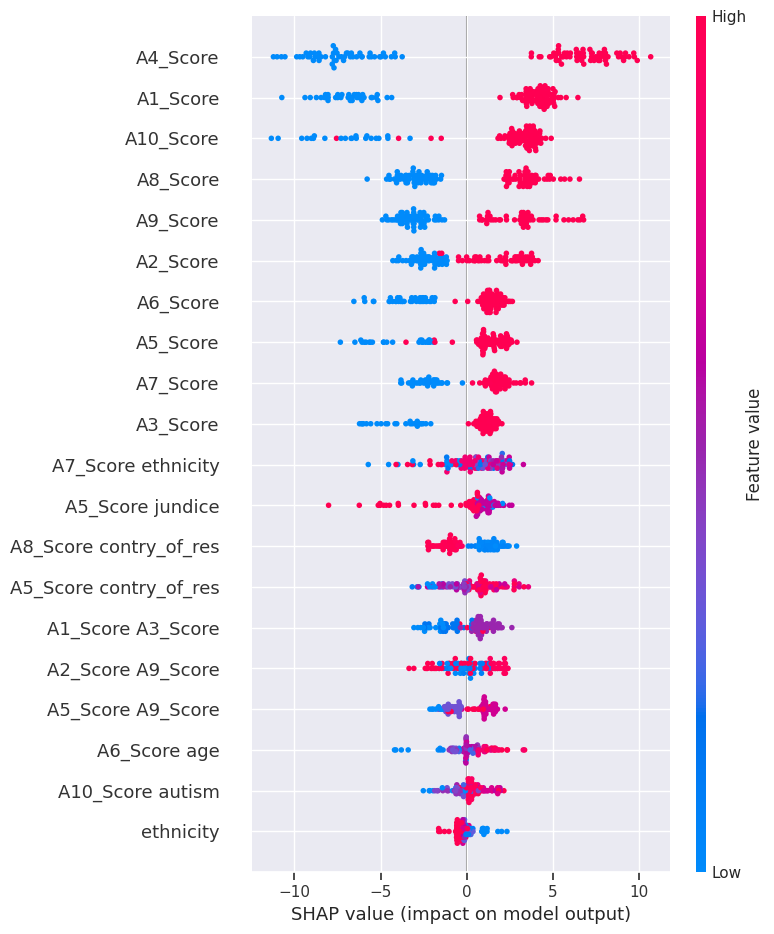 High
A4_Score
A1_Score
A10_Score
A8_Score
A9_Score
A2_Score
A6_Score
A5_Score
A7_Score
A3_Score
A7_Score ethnicity
A5_Score jundice
A8_Score contry_of_res
A5_Score contry_of_res
A1_Score A3_Score
A2_Score A9_Score
A5_Score A9_Score
A6_Score age
A10_Score autism
ethnicity
Feature value
Low
−10 −5 0 5 10
SHAP value (impact on model output)